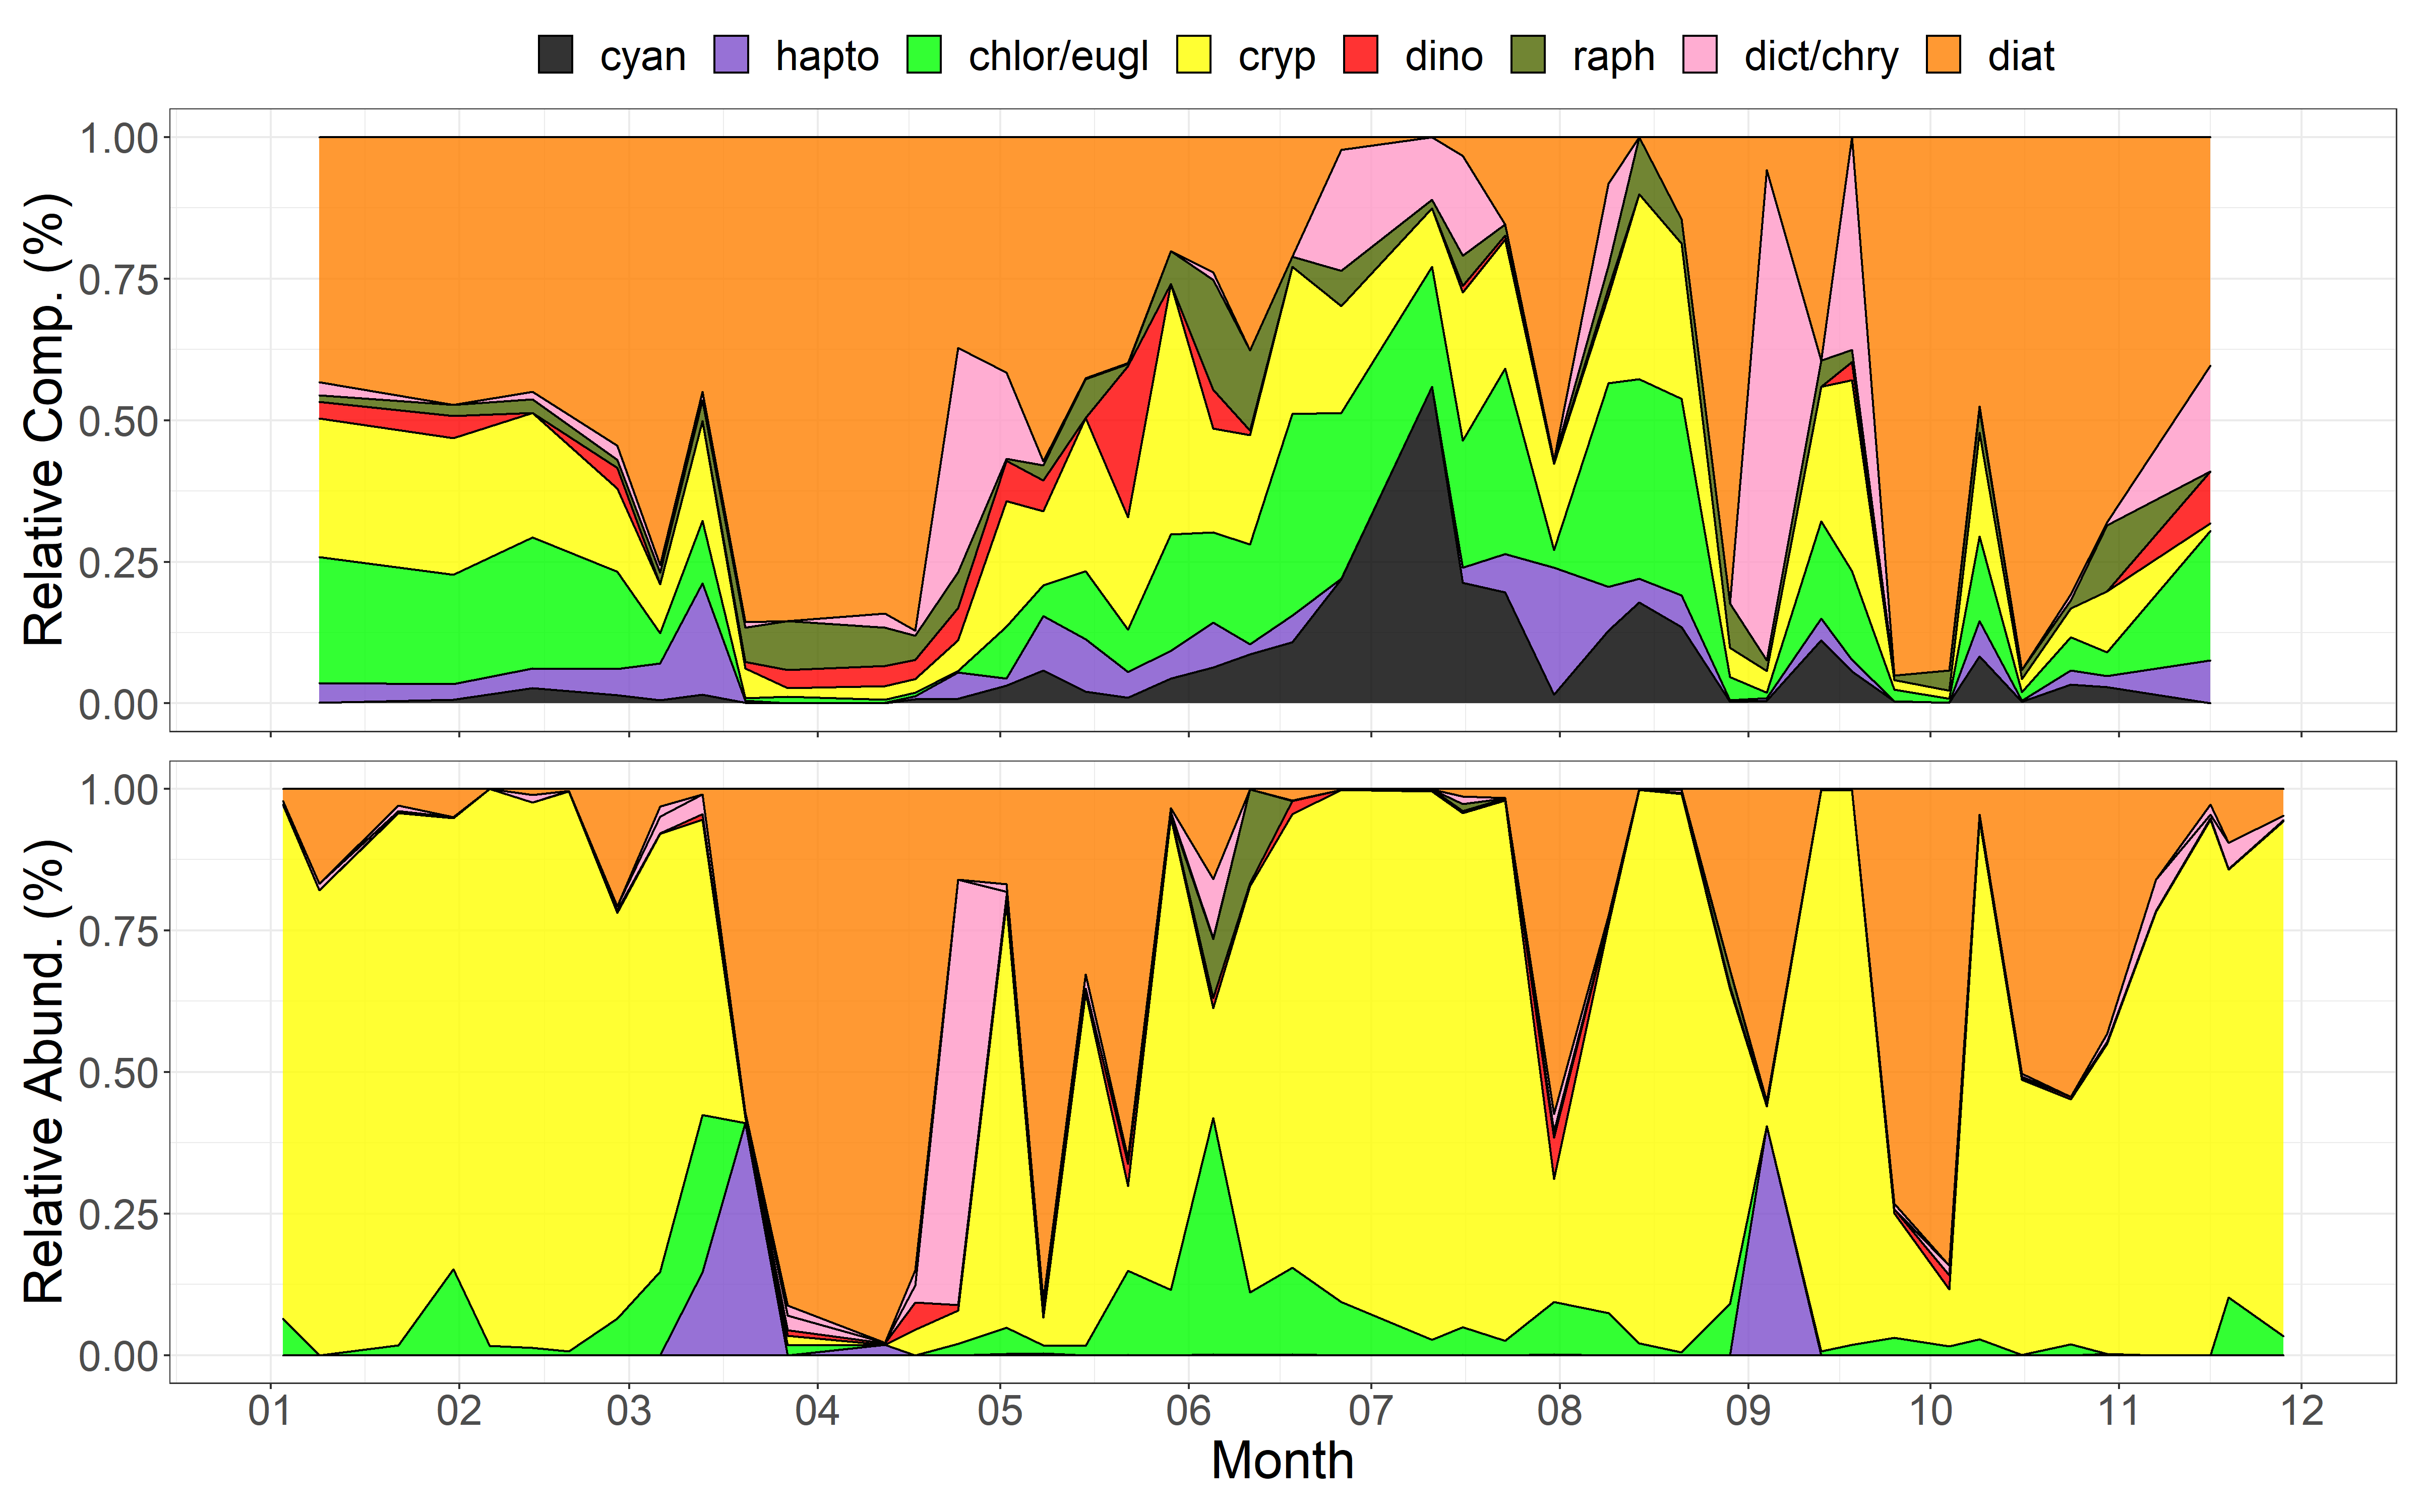 cyan hapto chlor/eugl cryp dino raph dict/chry diat
Relative Comp. (%)
1.00
0.75
0.50
0.25
0.00
Relative Abund. (%)
1.00
0.75
0.50
0.25
0.00
01 02 03 04 05 06 07 08 09 10 11 12
Month